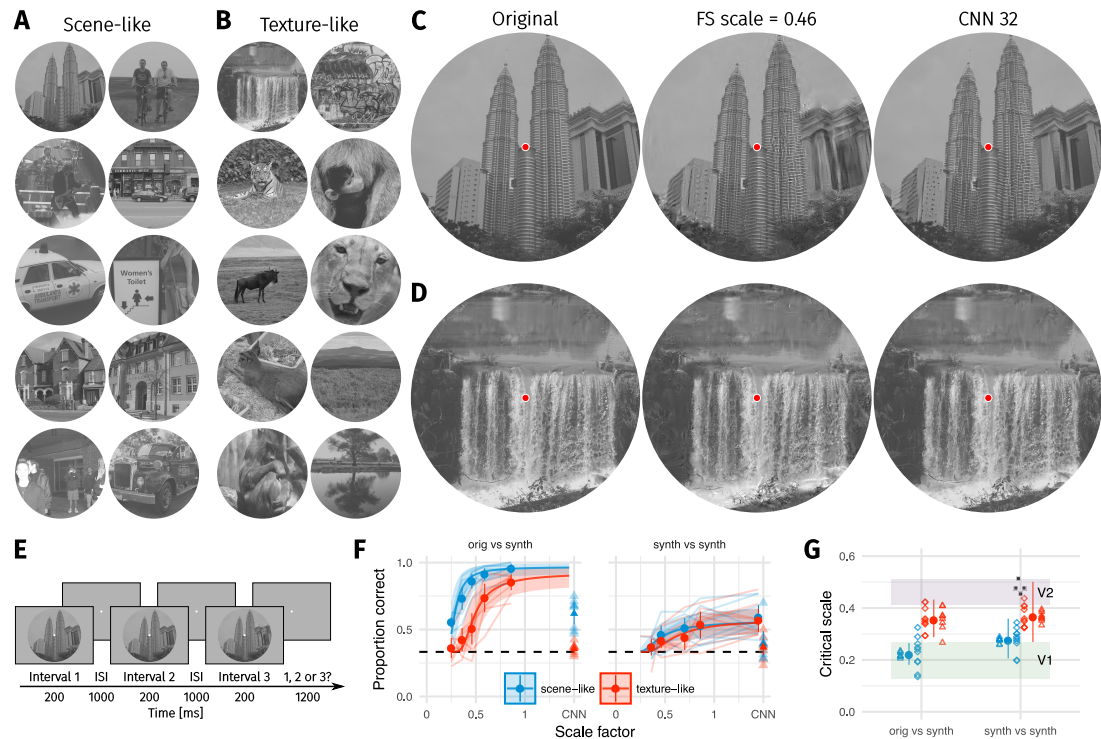 A Scene-like
B Texture-like
Women's
Toilet
C Original FS scale = 0.46 CNN 32
D
E
Interval 1 ISI Interval 2 ISI Interval 3 1, 2 or 3?
200 1000 200 1000 200 1200
Time [ms]
F
orig vs synth synth vs synth
Proportion correct
1.0
0.5
0.0
0 0.5 1 CNN 0 0.5 1 CNN
scene-like texture-like
Scale factor
G
Critical scale
0.6
0.4
0.2
0.0
V2
V1
orig vs synth synth vs synth